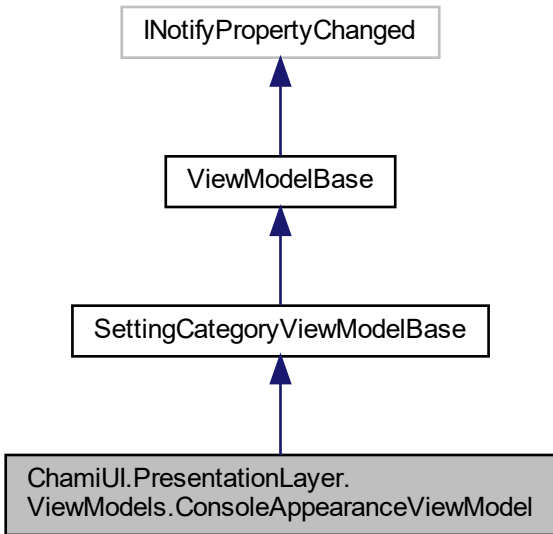 INotifyPropertyChanged
ViewModelBase
SettingCategoryViewModelBase
ChamiUI.PresentationLayer.
ViewModels.ConsoleAppearanceViewModel